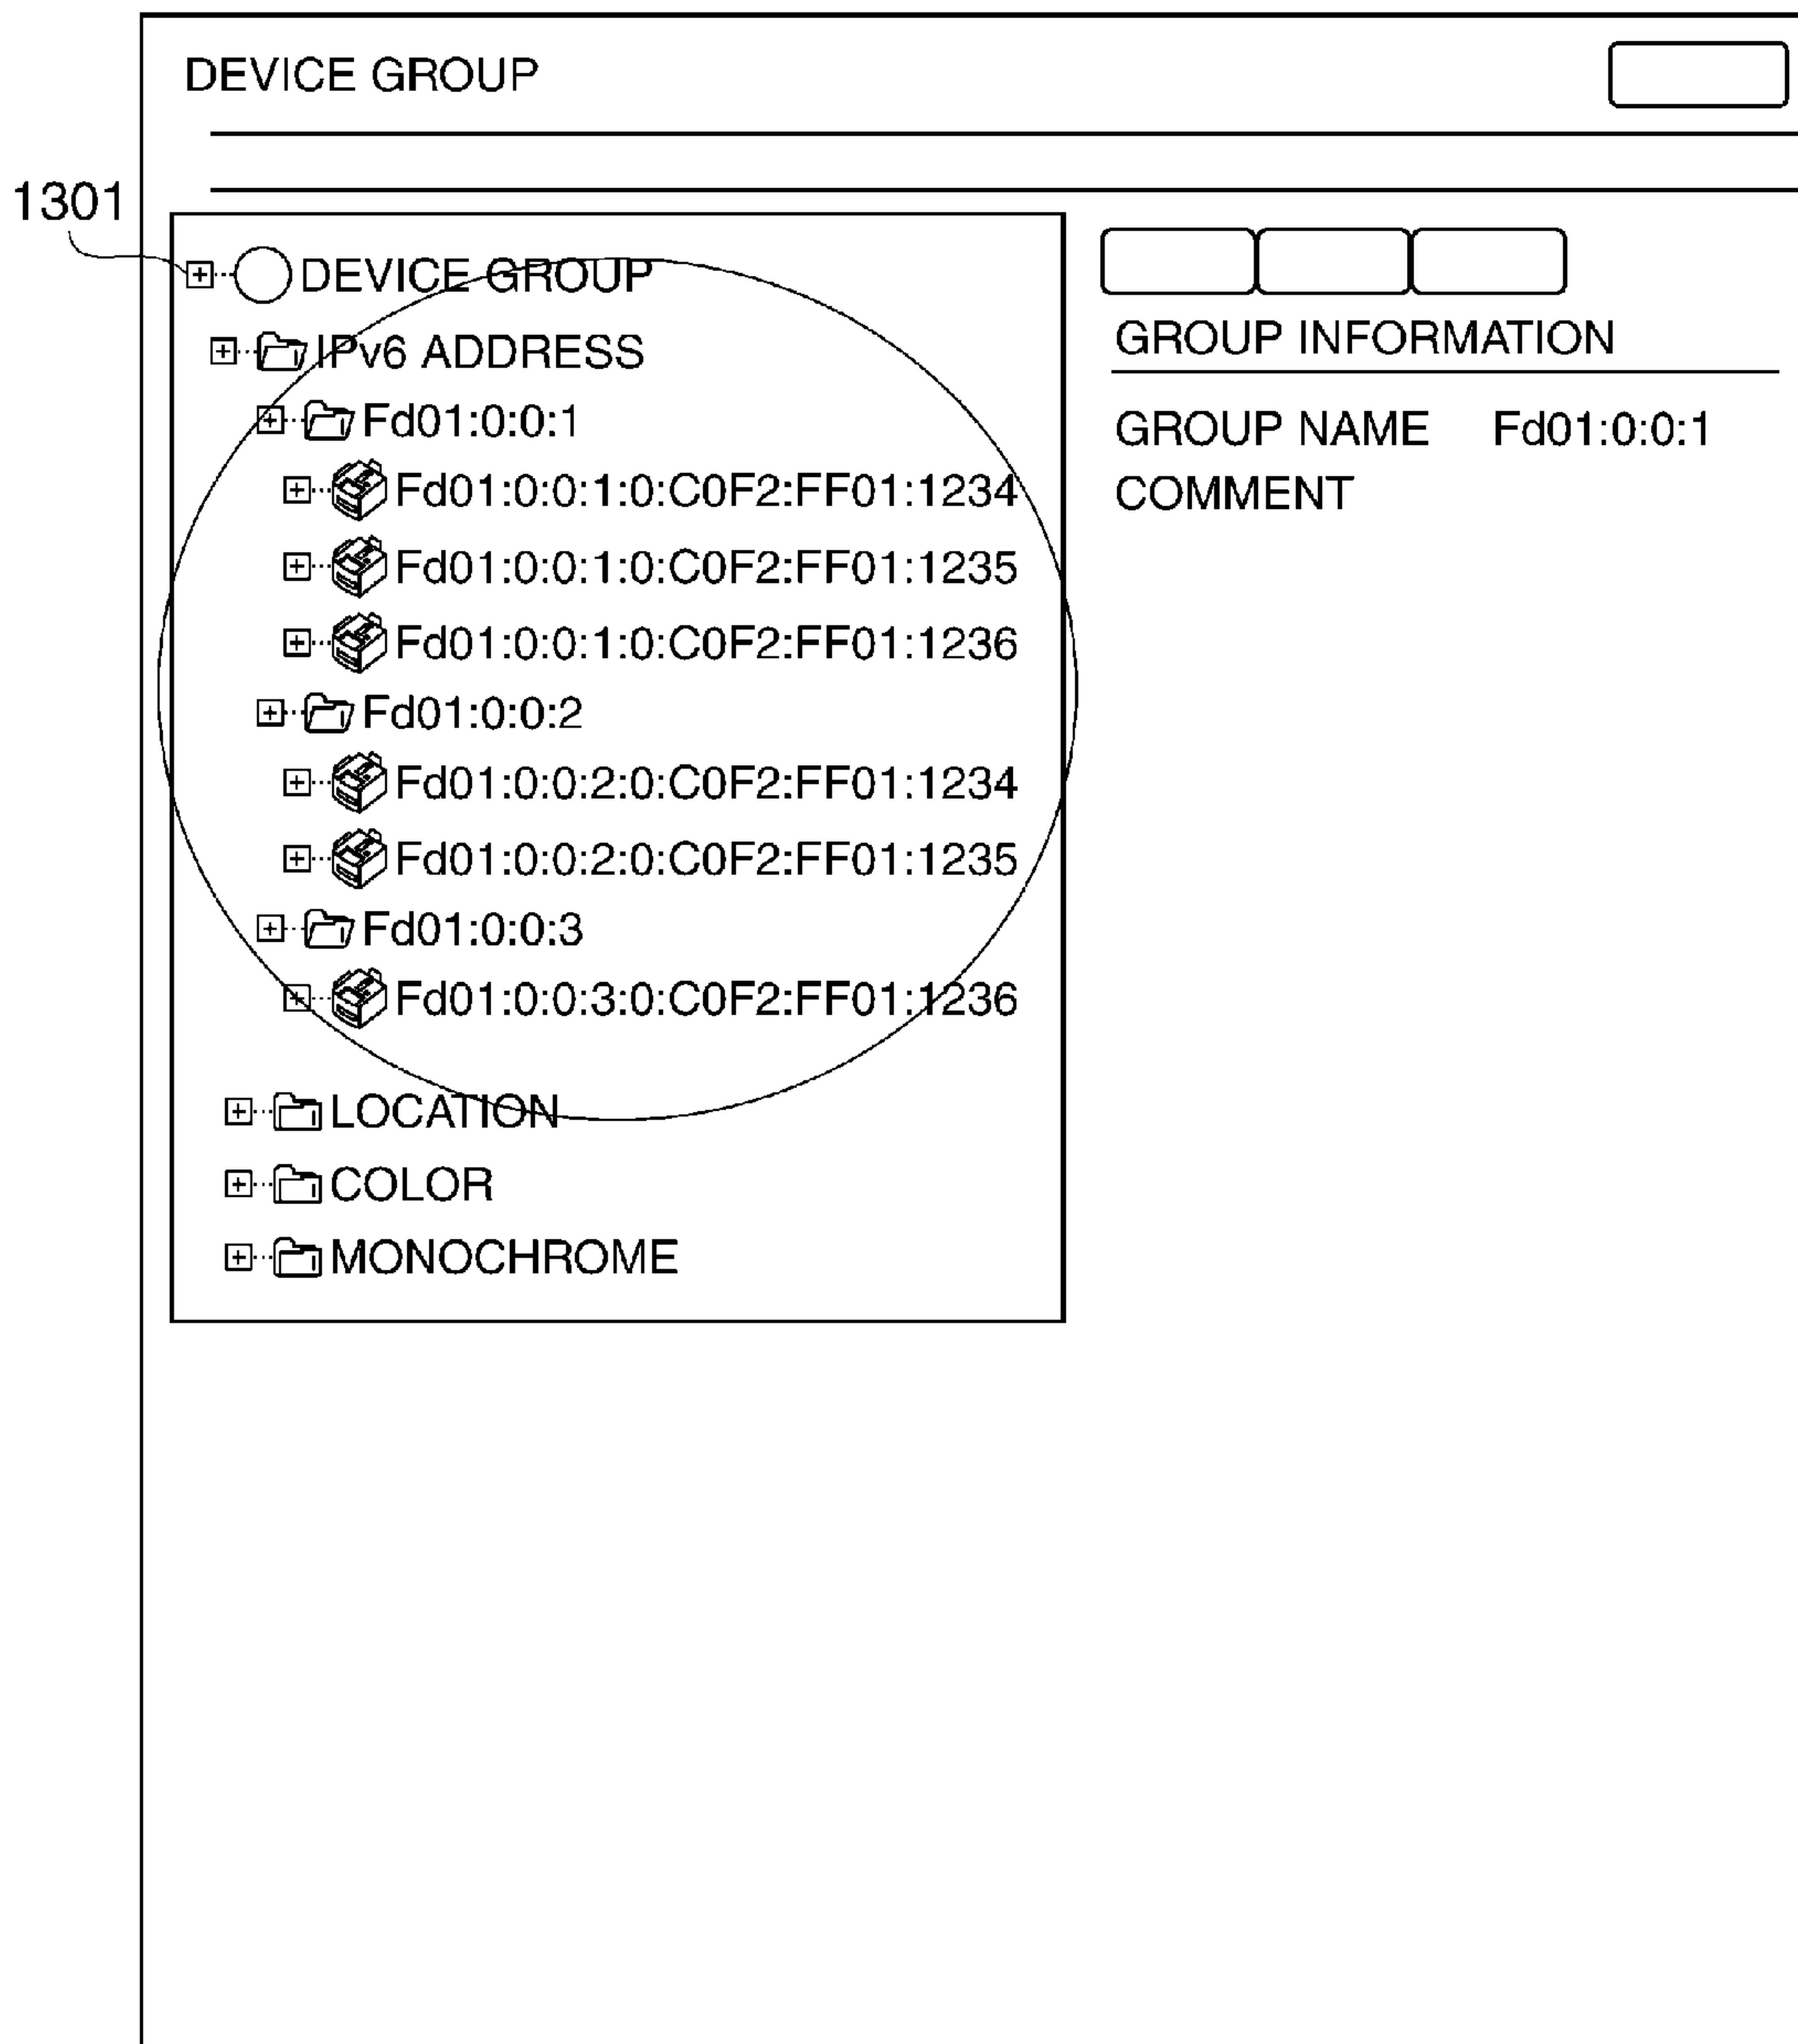 DEVICE GROUP
1301
DEVICE GROUP
IPv6 ADDRESS
Fd01:0:0:1
Fd01:0:0:1:0:C0F2:FF01:1234
Fd01:0:0:1:0:C0F2:FF01:1235
Fd01:0:0:1:0:C0F2:FF01:1236
Fd01:0:0:2
Fd01:0:0:2:0:C0F2:FF01:1234
Fd01:0:0:2:0:C0F2:FF01:1235
Fd01:0:0:3
Fd01:0:0:3:0:C0F2:FF01:1236
LOCATION
COLOR
MONOCHROME
GROUP INFORMATION
GROUP NAME Fd01:0:0:1
COMMENT